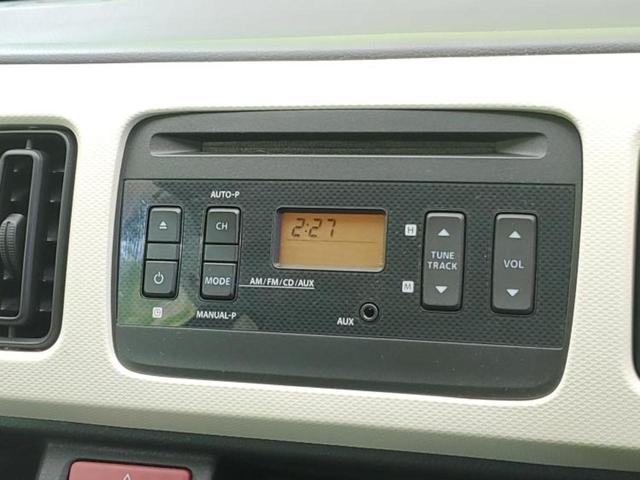 AUTO-P
CH
2:27
H
TUNE
TRACK
VOL
MODE
AM/FM/CD/AUX
M
MANUAL-P
AUX